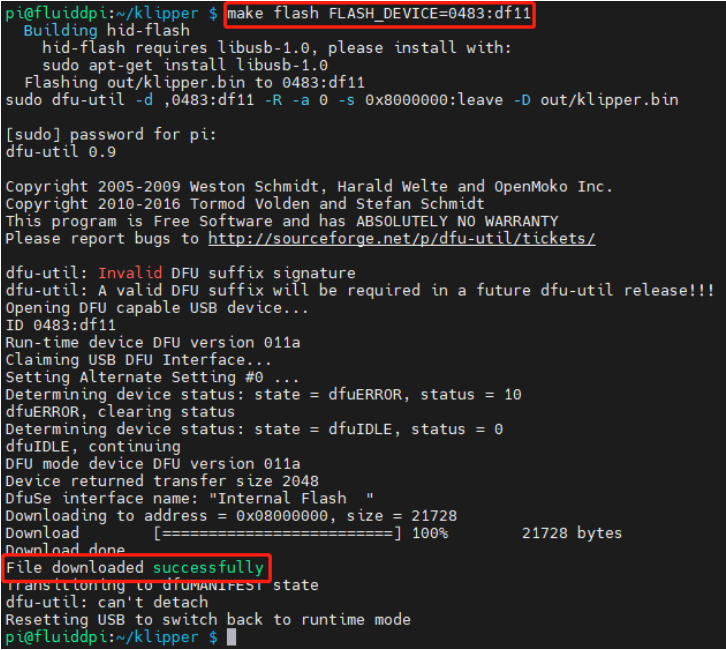 pi@fluiddpi:~/klipper $ make flash FLASH_DEVICE=0483:df11
Building hid-flash
hid-flash requires libusb-1.0, please install with:
sudo apt-get install libusb-1.0
Flashing out/klipper.bin to 0483:df11
sudo dfu-util -d ,0483:df11 -R -a 0 -s 0x8000000:leave -D out/klipper.bin
[sudo] password for pi:
dfu-util 0.9
Copyright 2005-2009 Weston Schmidt, Harald Welte and OpenMoko Inc.
Copyright 2010-2016 Tormod Volden and Stefan Schmidt
This program is Free Software and has ABSOLUTELY NO WARRANTY
Please report bugs to http://sourceforge.net/p/dfu-util/tickets/
dfu-util: Invalid DFU suffix signature
dfu-util: A valid DFU suffix will be required in a future dfu-util release!!!
Opening DFU capable USB device...
ID 0483:df11
Run-time device DFU version 011a
Claiming USB DFU Interface...
Setting Alternate Setting #0 ...
Determining device status: state = dfuERROR, status = 10
dfuERROR, clearing status
Determining device status: state = dfuIDLE, status = 0
dfuIDLE, continuing
DFU mode device DFU version 011a
Device returned transfer size 2048
DfuSe interface name: "Internal Flash  "
Downloading to address = 0x08000000, size = 21728
Download [=========================] 100% 21728 bytes
Download done.
File downloaded successfully
Transitioning to dfuMANIFEST state
dfu-util: can't detach
Resetting USB to switch back to runtime mode
pi@fluiddpi:~/klipper $